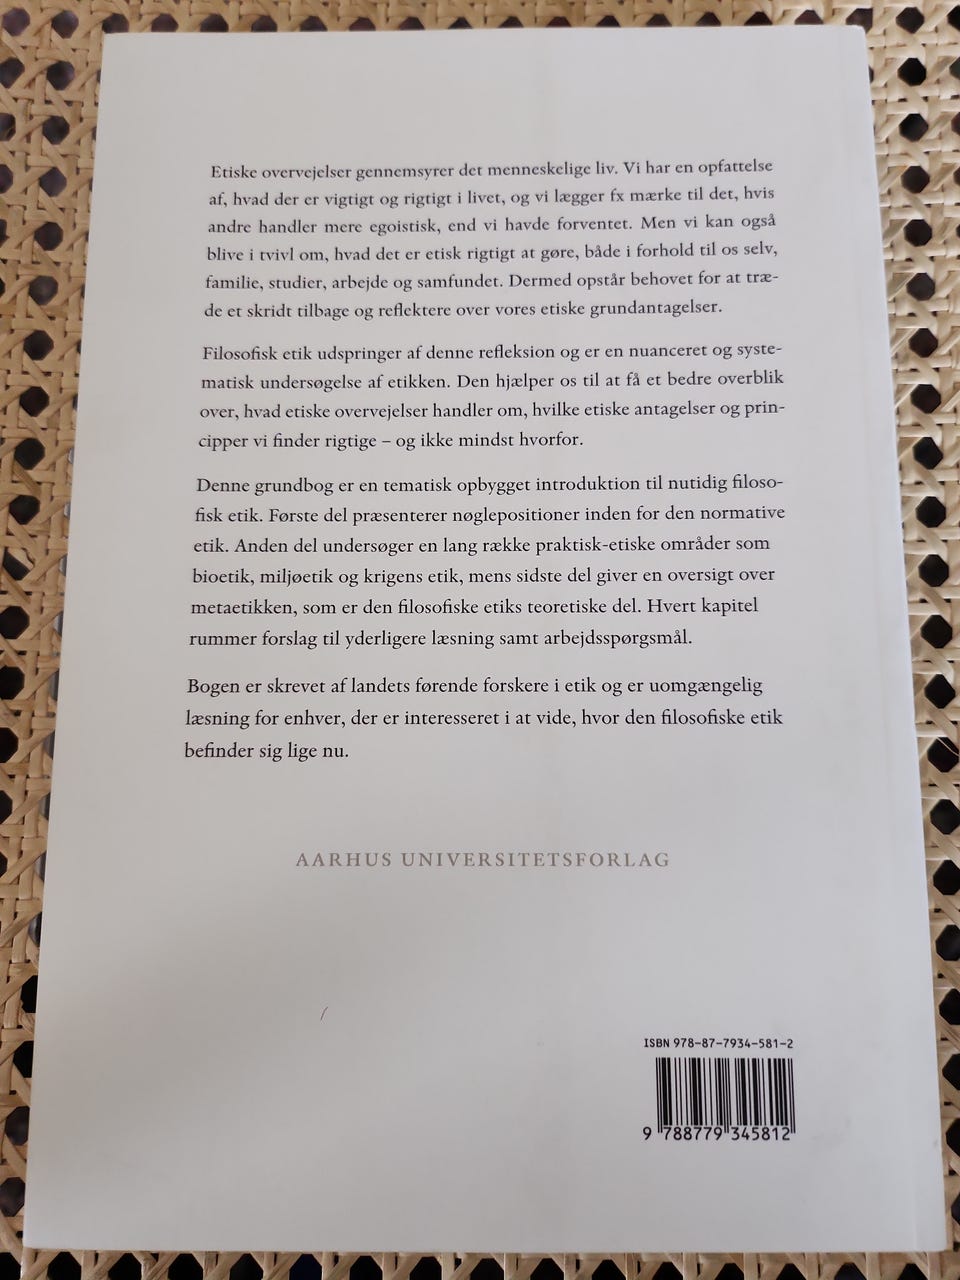 Etiske overvejelser gennemsyrer det menneskelige liv. Vi har en opfattelse
af, hvad der er vigtigt og rigtigt i livet, og vi lægger fx mærke til det, hvis
andre handler mere egoistisk, end vi havde forventet. Men vi kan også
blive i tvivl om, hvad det er etisk rigtigt at gøre, både i forhold til os selv,
familie, studier, arbejde og samfundet. Dermed opstår behovet for at træ-
de et skridt tilbage og reflektere over vores etiske grundantagelser.
Filosofisk etik udspringer af denne refleksion og er en nuanceret og syste-
matisk undersøgelse af etikken. Den hjælper os til at få et bedre overblik
over, hvad etiske overvejelser handler om, hvilke etiske antagelser og prin-
cipper vi finder rigtige – og ikke mindst hvorfor.
Denne grundbog er en tematisk opbygget introduktion til nutidig filoso-
fisk etik. Første del præsenterer nøglepositioner inden for den normative
etik. Anden del undersøger en lang række praktisk-etiske områder som
bioetik, miljøetik og krigens etik, mens sidste del giver en oversigt over
metaetikken, som er den filosofiske etiks teoretiske del. Hvert kapitel
rummer forslag til yderligere læsning samt arbejdsspørgsmål.
Bogen er skrevet af landets førende forskere i etik og er uomgængelig
læsning for enhver, der er interesseret i at vide, hvor den filosofiske etik
befinder sig lige nu.
AARHUS UNIVERSITETSFORLAG
ISBN 978-87-7934-581-2
9 788779 345812